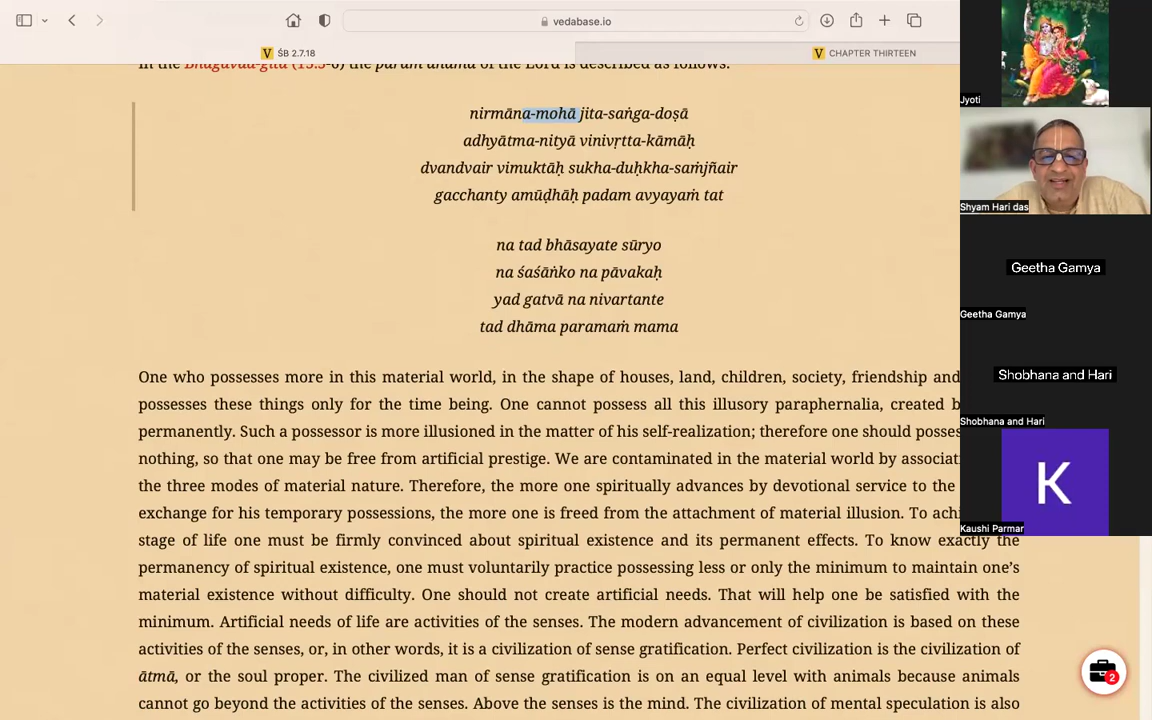 vedabase.io
V ŚB 2.7.18
V CHAPTER THIRTEEN
In the Bhagavad-gītā (15.5-6) the param dhāma of the Lord is described as follows:
nirmāna-mohā jita-saṅga-doṣā
adhyātma-nityā vinivṛtta-kāmāḥ
dvandvair vimuktāḥ sukha-duḥkha-saṁjñair
gacchanty amūḍhāḥ padam avyayaṁ tat
na tad bhāsayate sūryo
na śaśāṅko na pāvakaḥ
yad gatvā na nivartante
tad dhāma paramaṁ mama
One who possesses more in this material world, in the shape of houses, land, children, society, friendship and
possesses these things only for the time being. One cannot possess all this illusory paraphernalia, created
permanently. Such a possessor is more illusioned in the matter of his self-realization; therefore one should
nothing, so that one may be free from artificial prestige. We are contaminated in the material world by
the three modes of material nature. Therefore, the more one spiritually advances by devotional service to the
exchange for his temporary possessions, the more one is freed from the attachment of material illusion. To
stage of life one must be firmly convinced about spiritual existence and its permanent effects. To know exactly the
permanency of spiritual existence, one must voluntarily practice possessing less or only the minimum to maintain one's
material existence without difficulty. One should not create artificial needs. That will help one be satisfied with the
minimum. Artificial needs of life are activities of the senses. The modern advancement of civilization is based on these
activities of the senses, or, in other words, it is a civilization of sense gratification. Perfect civilization is the civilization of
ātmā, or the soul proper. The civilized man of sense gratification is on an equal level with animals because animals
cannot go beyond the activities of the senses. Above the senses is the mind. The civilization of mental speculation is also
Jyoti
Shyam Hari das
Geetha Gamya
Geetha Gamya
Shobhana and Hari
Shobhana and Hari
K
Kaushi Parmar
2